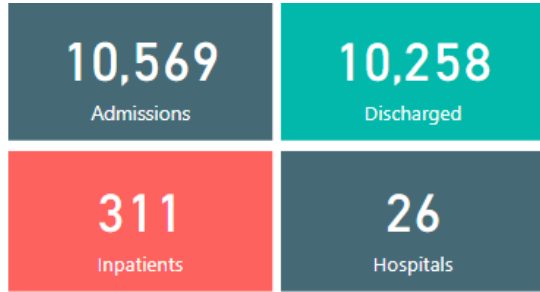 10,569
Admissions
10,258
Discharged
311
Inpatients
26
Hospitals